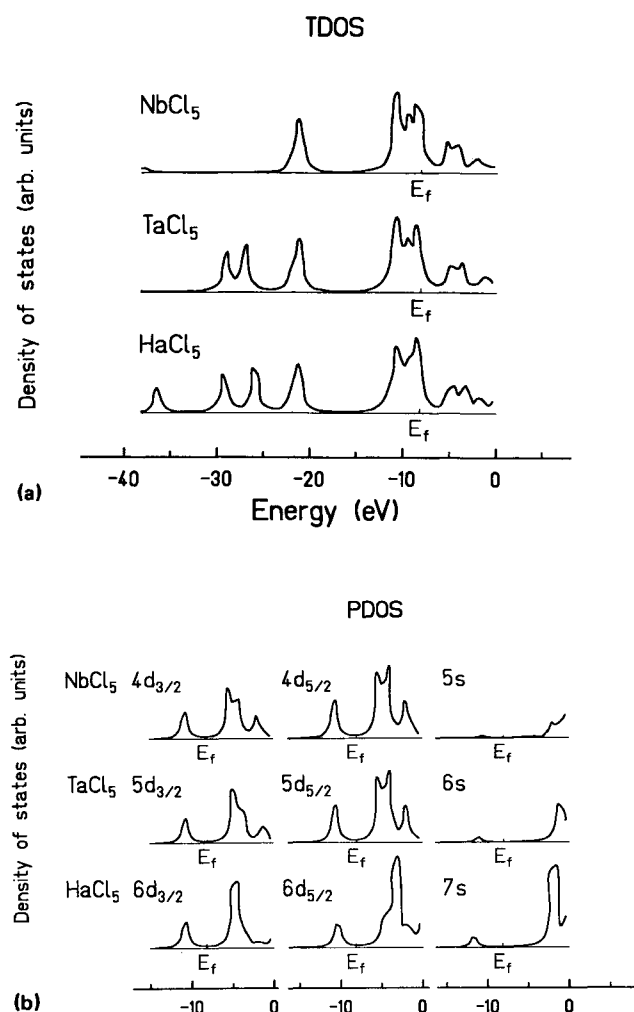 TDOS
NbCl5
Ef
TaCl5
Ef
HaCl5
Ef
Density of states (arb. units)
-40 -30 -20 -10 0
(a) Energy (eV)
PDOS
NbCl5 4d3/2 4d5/2 5s
Ef Ef Ef
TaCl5 5d3/2 5d5/2 6s
Ef Ef Ef
HaCl5 6d3/2 6d5/2 7s
Ef Ef Ef
Density of states (arb. units)
(b) -10 -10 -10 0